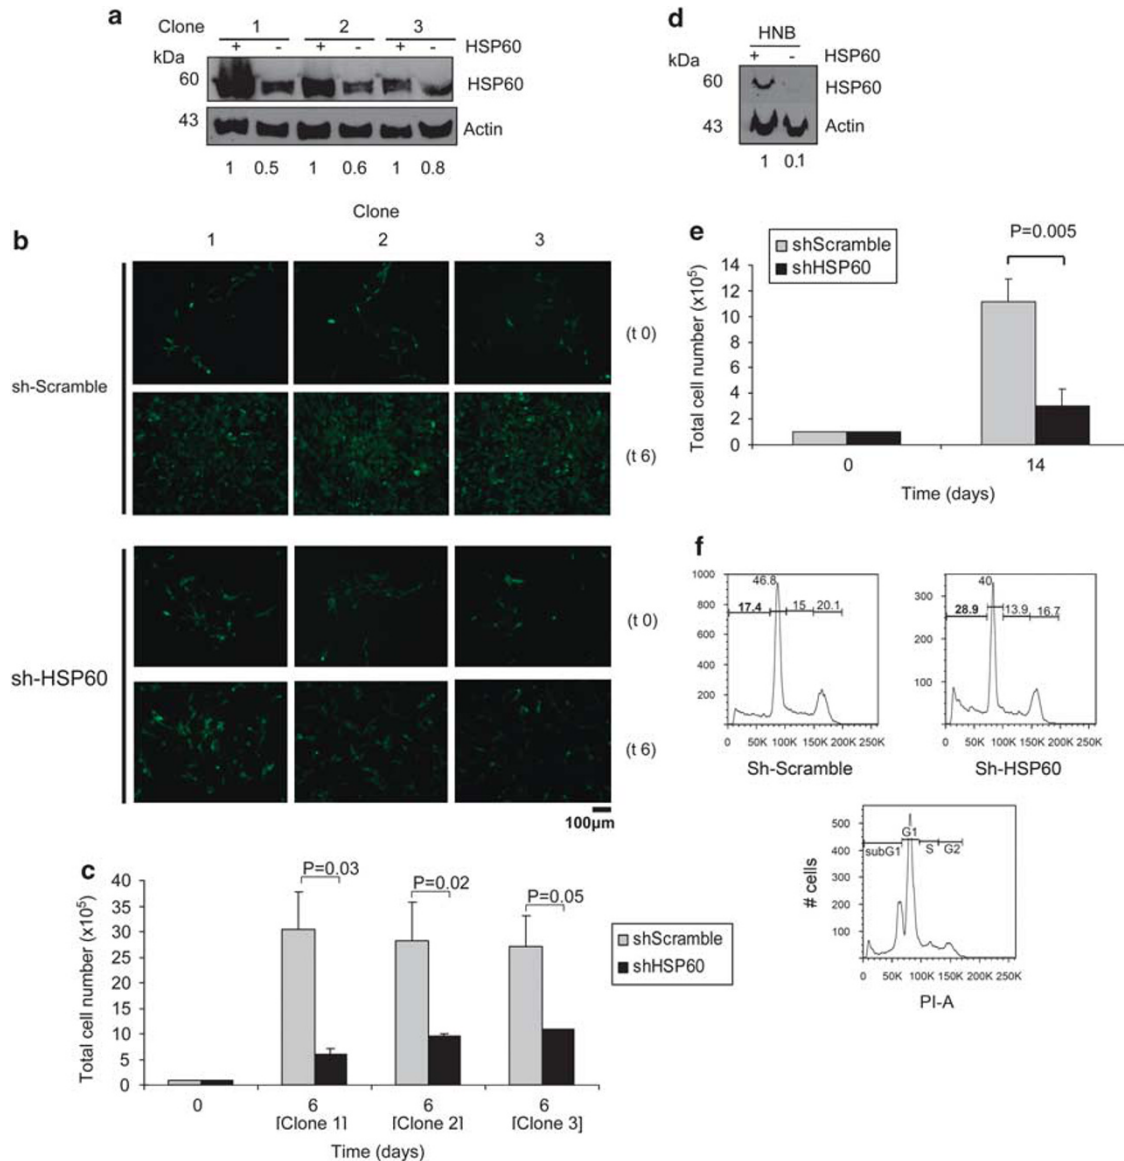 a
Clone 1 2 3
+ - + - + - HSP60
kDa
60 HSP60
43 Actin
1 0.5 1 0.6 1 0.8
b
Clone
1 2 3
sh-Scramble
(t 0)
(t 6)
sh-HSP60
(t 0)
(t 6)
100µm
c
Total cell number (x10⁵)
40
35
30
25
20
15
10
5
0
P=0.03
P=0.02
P=0.05
shScramble
shHSP60
0 6 6 6
[Clone 1] [Clone 2] [Clone 3]
Time (days)
d
HNB
+ - HSP60
kDa
60 HSP60
43 Actin
1 0.1
e
shScramble
shHSP60
P=0.005
Total cell number (x10⁵)
14
12
10
8
6
4
2
0
0 14
Time (days)
f
1000
800
600
400
200
46.8
17.4 15 20.1
0 50K 100K 150K 200K 250K
Sh-Scramble
300
200
100
0
40
28.9 13.9 16.7
0 50K 100K 150K 200K 250K
Sh-HSP60
# cells
500
400
300
200
100
0
G1
subG1 S G2
0 50K 100K 150K 200K 250K
PI-A